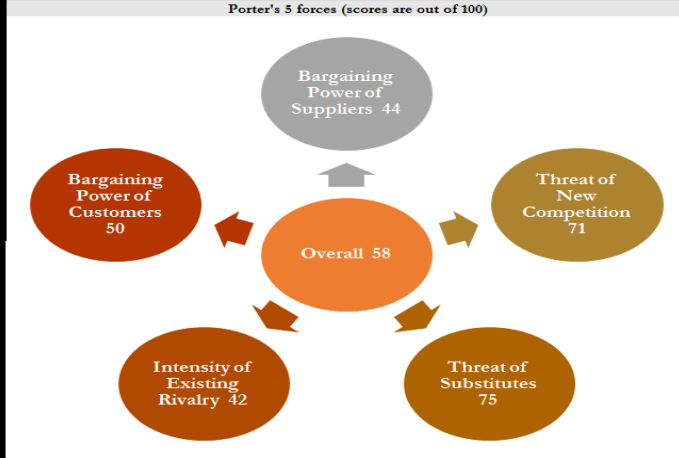 Porter's 5 forces (scores are out of 100)
Bargaining
Power of
Suppliers 44
Bargaining
Power of
Customers
50
Threat of
New
Competition
71
Overall 58
Intensity of
Existing
Rivalry 42
Threat of
Substitutes
75